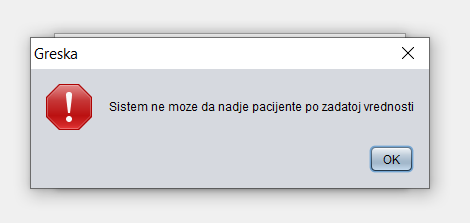 Greska
Sistem ne moze da nadje pacijente po zadatoj vrednosti
OK